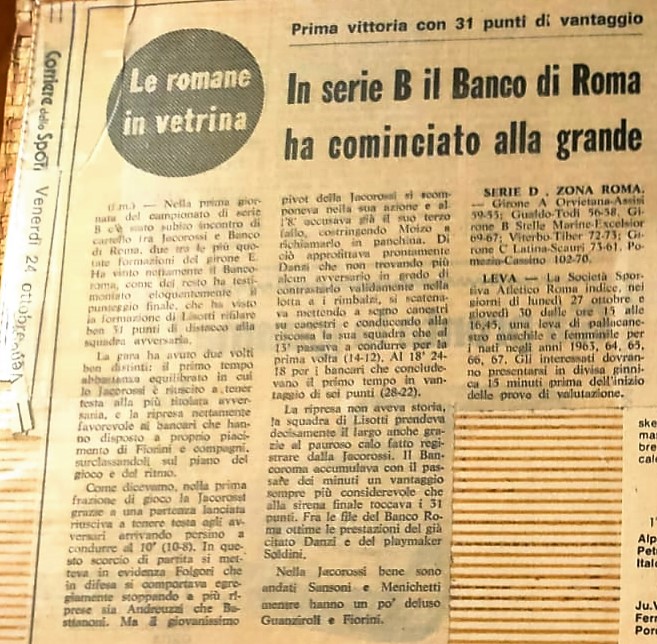 Corriere dello Sport Venerdì 24 ottobre
Prima vittoria con 31 punti di vantaggio
Le romane
in vetrina
In serie B il Banco di Roma
ha cominciato alla grande
(f.m.) — Nella prima gior-
nata del campionato di serie
B c'è stato subito incontro di
cartello tra Jacorossi e Banco
di Roma, due tra le più quo-
tate formazioni del girone E.
Ha vinto nettamente il Banco-
roma, come del resto ha testi-
moniato eloquentemente il
punteggio finale, che ha visto
la formazione di Lisotti rifilare
ben 31 punti di distacco alla
squadra avversaria.
La gara ha avuto due volti
ben distinti: il primo tempo
abbastanza equilibrato in cui
lo Jacorossi è riuscito a tener
testa alla più titolata avver-
saria, e la ripresa nettamente
favorevole ai bancari che han-
no disposto a proprio piaci-
mento di Fiorini e compagni,
surclassandoli sul piano del
gioco e del ritmo.
Come dicevamo, nella prima
frazione di gioco la Jacorossi
grazie a una partenza lanciata
riusciva a tenere testa agli av-
versari arrivando persino a
condurre al 10' (10-8). In que-
sto scorcio di partita si met-
teva in evidenza Folgori che
in difesa si comportava egre-
giamente stoppando a più ri-
prese sia Andreuzzi che Ba-
stianoni. Ma il giovanissimo
pivot della Jacorossi si scom-
poneva nella sua azione e al
18' accusava già il suo terzo
fallo, costringendo Moizo a
richiamarlo in panchina. Di
ciò approfittava prontamente
Danzi che non trovando più
alcun avversario in grado di
contrastarlo validamente nella
lotta a i rimbalzi, si scatena-
va mettendo a segno canestri
su canestri e conducendo alla
riscossa la sua squadra che al
13' passava a condurre per la
prima volta (14-12). Al 18' 24-
18 per i bancari che conclude-
vano il primo tempo in van-
taggio di sei punti (28-22).
La ripresa non aveva storia,
la squadra di Lisotti prendeva
decisamente il largo anche gra-
zie al pauroso calo fatto regi-
strare dalla Jacorossi. Il Ban-
coroma accumulava con il pas-
sare dei minuti un vantaggio
sempre più considerevole che
alla sirena finale toccava i 31
punti. Fra le file del Banco Ro-
ma ottime le prestazioni del già
citato Danzi e del playmaker
Soldini.
Nella Jacorossi bene sono
andati Sansoni e Menichetti
mentre hanno un po' deluso
Guanziroli e Fiorini.
SERIE D - ZONA ROMA.
— Girone A Orvietana-Assisi
59-55; Gualdo-Todi 56-58. Gi-
rone B Stelle Marine-Excelsior
69-67; Viterbo-Tiber 72-73; Gi-
rone C Latina-Scauri 73-61. Po-
mezia-Cassino 102-70.
LEVA — La Società Spor-
tiva Atletico Roma indice, nei
giorni di lunedì 27 ottobre e
giovedì 30 dalle ore 15 alle
16,45, una leva di pallacane-
stro maschile e femminile per
i nati negli anni 1963, 64, 65,
66, 67. Gli interessati dovran-
no presentarsi in divisa ginni-
ca 15 minuti prima dell'inizio
delle prove di valutazione.
ske
mas
bre
calc
1'
Alp
Petr
Italc
Ju.V
Ferr
Porr